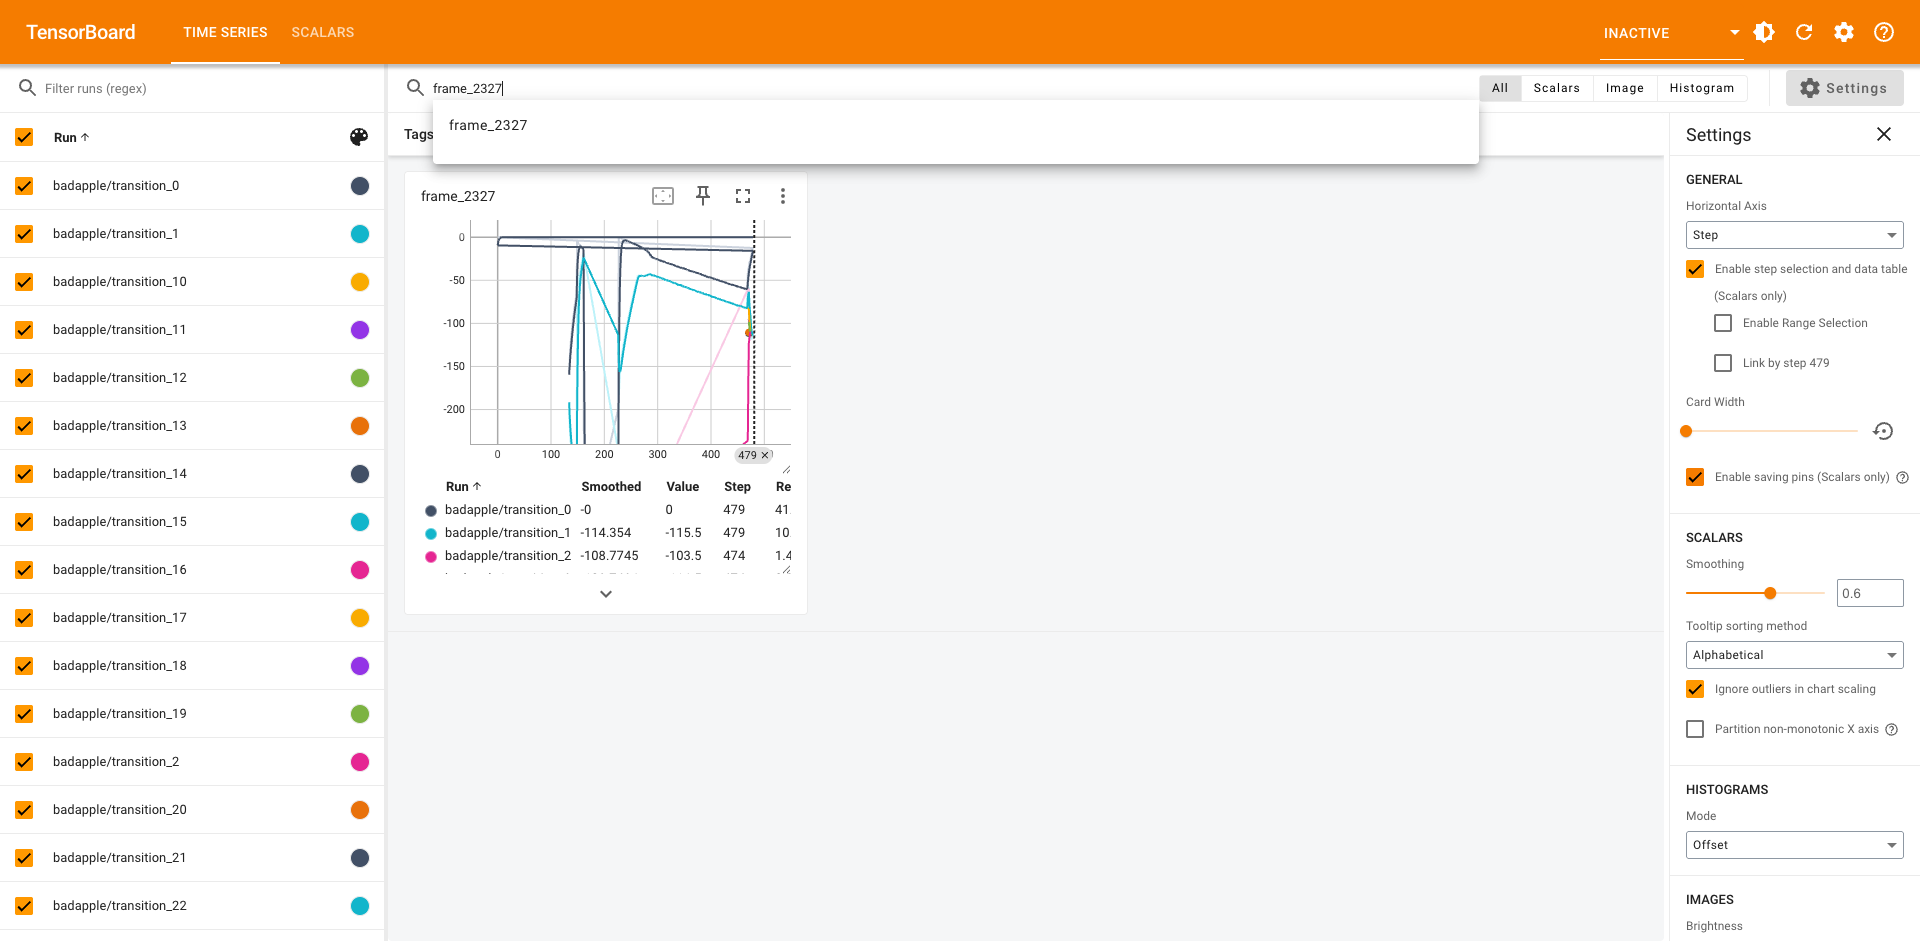 TensorBoard
TIME SERIES
SCALARS
INACTIVE
Filter runs (regex)
frame_2327
All
Scalars
Image
Histogram
Settings
frame_2327
Run
Tags
Settings
badapple/transition_0
badapple/transition_1
badapple/transition_10
badapple/transition_11
badapple/transition_12
badapple/transition_13
badapple/transition_14
badapple/transition_15
badapple/transition_16
badapple/transition_17
badapple/transition_18
badapple/transition_19
badapple/transition_2
badapple/transition_20
badapple/transition_21
badapple/transition_22
frame_2327
0
-50
-100
-150
-200
0 100 200 300 400 479
Run Smoothed Value Step Re
badapple/transition_0 -0 0 479 41.
badapple/transition_1 -114.354 -115.5 479 10
badapple/transition_2 -108.7745 -103.5 474 1.4
GENERAL
Horizontal Axis
Step
Enable step selection and data table
(Scalars only)
Enable Range Selection
Link by step 479
Card Width
Enable saving pins (Scalars only)
SCALARS
Smoothing
0.6
Tooltip sorting method
Alphabetical
Ignore outliers in chart scaling
Partition non-monotonic X axis
HISTOGRAMS
Mode
Offset
IMAGES
Brightness